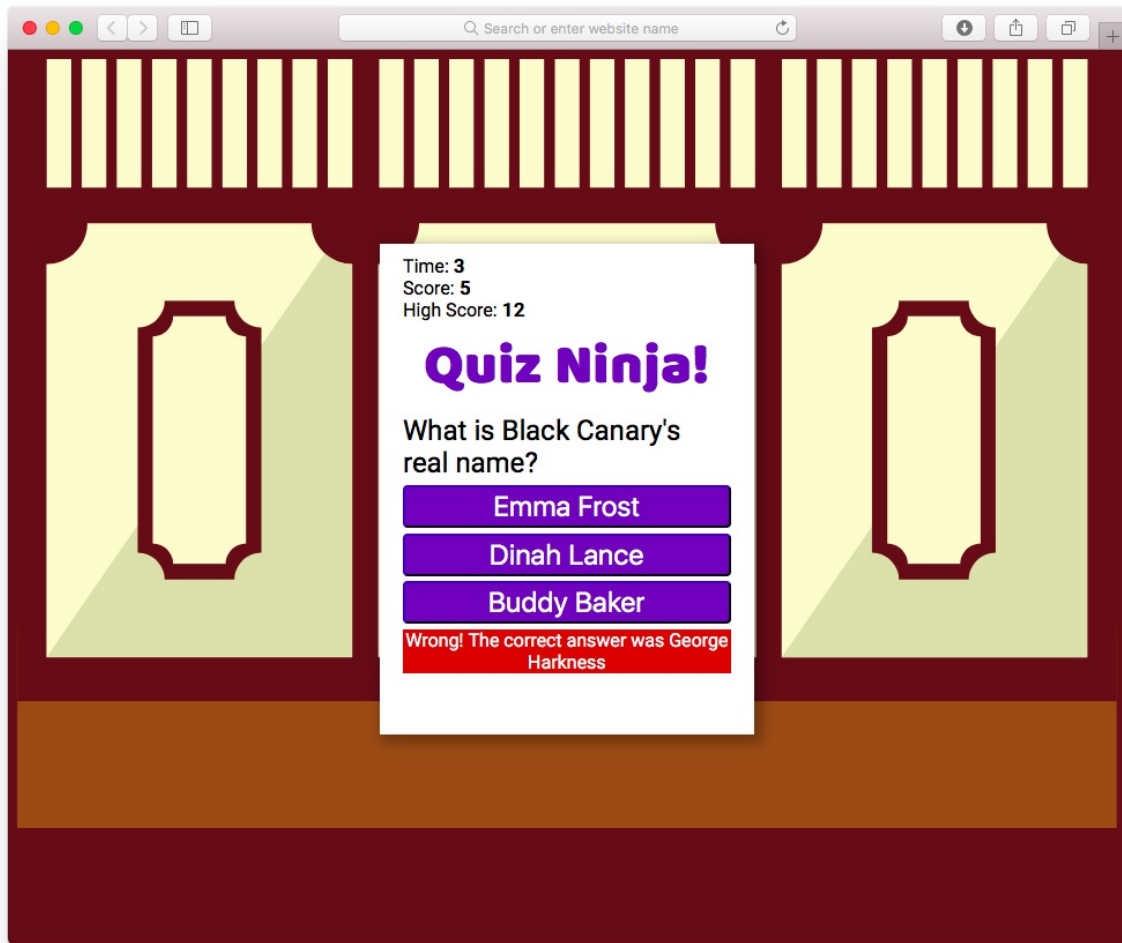 Search or enter website name
Time: 3
Score: 5
High Score: 12
Quiz Ninja!
What is Black Canary's
real name?
Emma Frost
Dinah Lance
Buddy Baker
Wrong! The correct answer was George
Harkness